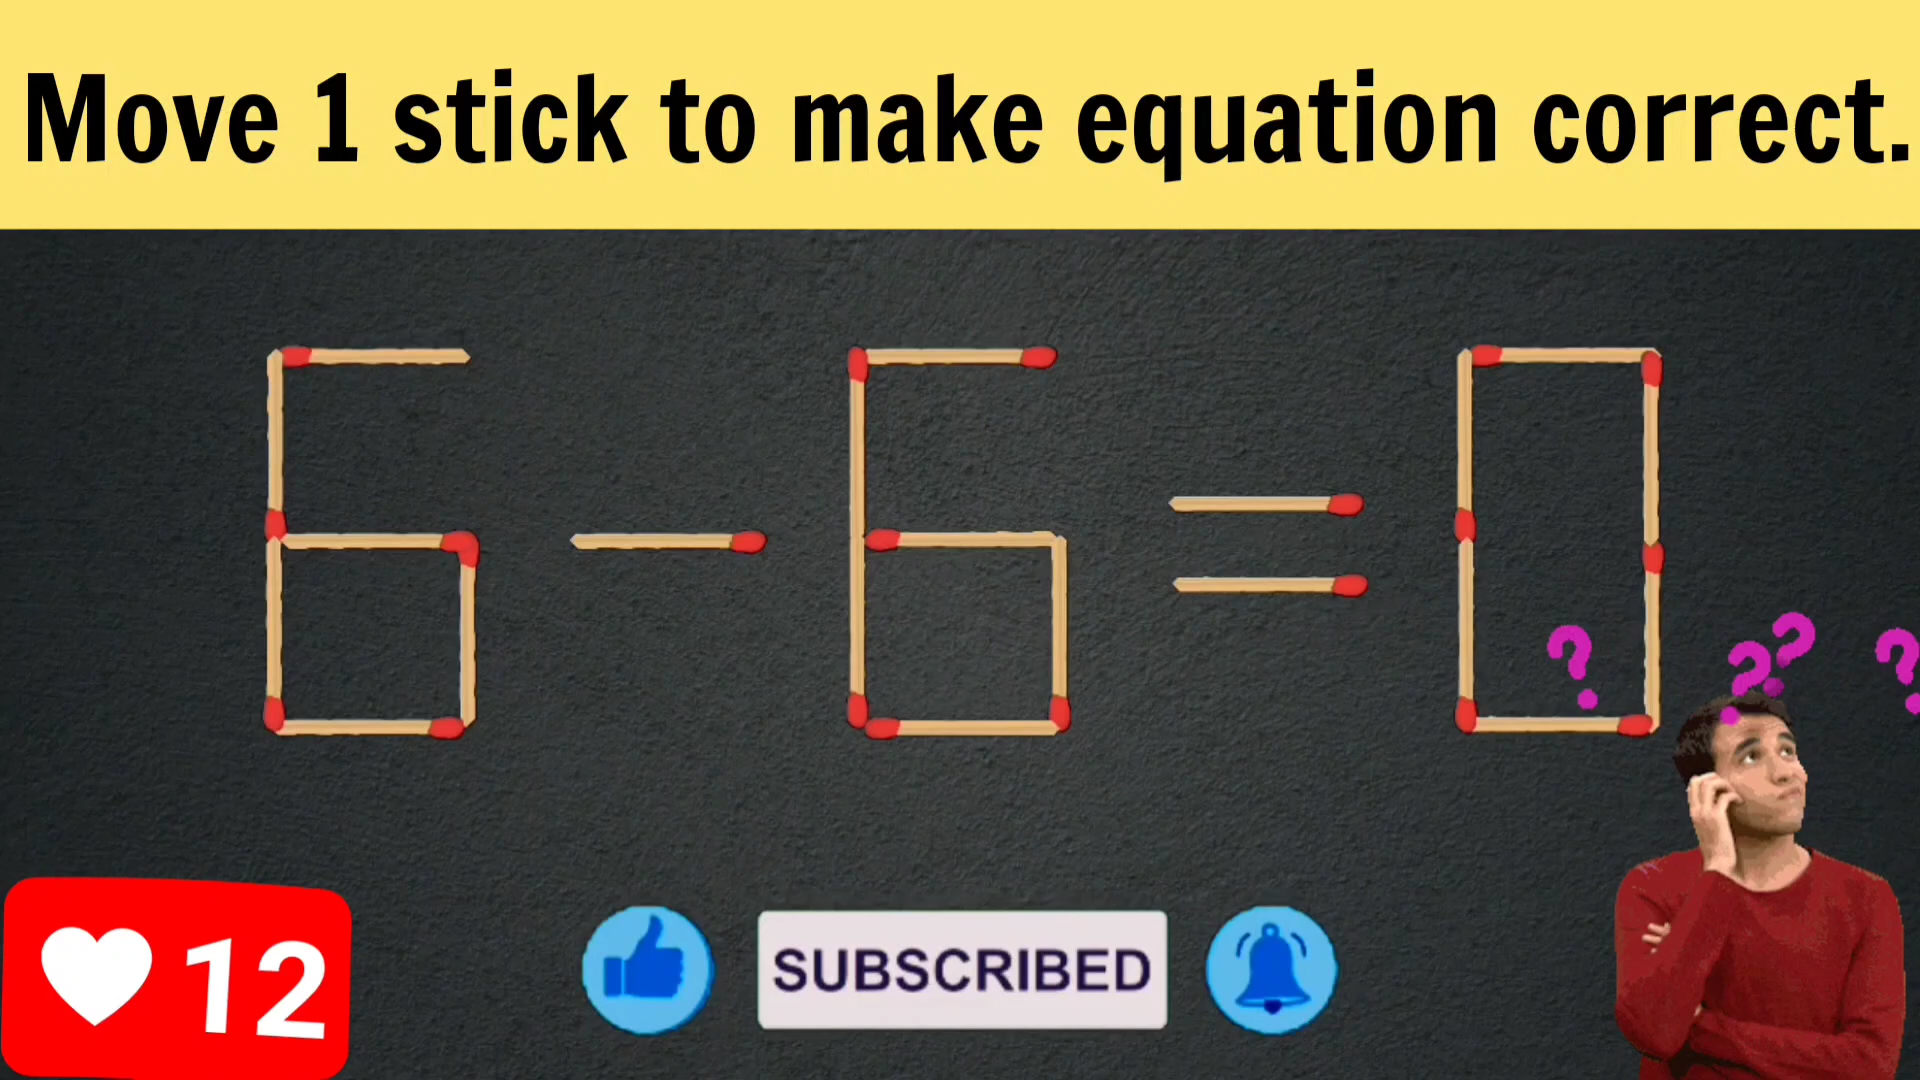 Move 1 stick to make equation correct.
6-6=0
? ? ? ?
12
SUBSCRIBED